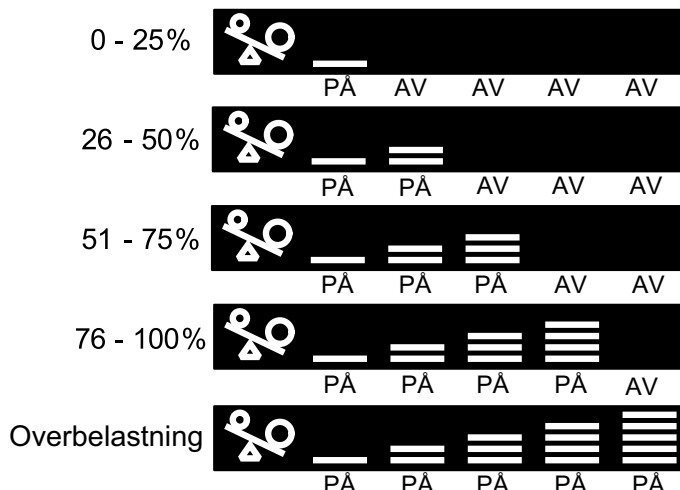 0 - 25%
PÅ AV AV AV AV
26 - 50%
PÅ PÅ AV AV AV
51 - 75%
PÅ PÅ PÅ AV AV
76 - 100%
PÅ PÅ PÅ PÅ AV
Overbelastning
PÅ PÅ PÅ PÅ PÅ